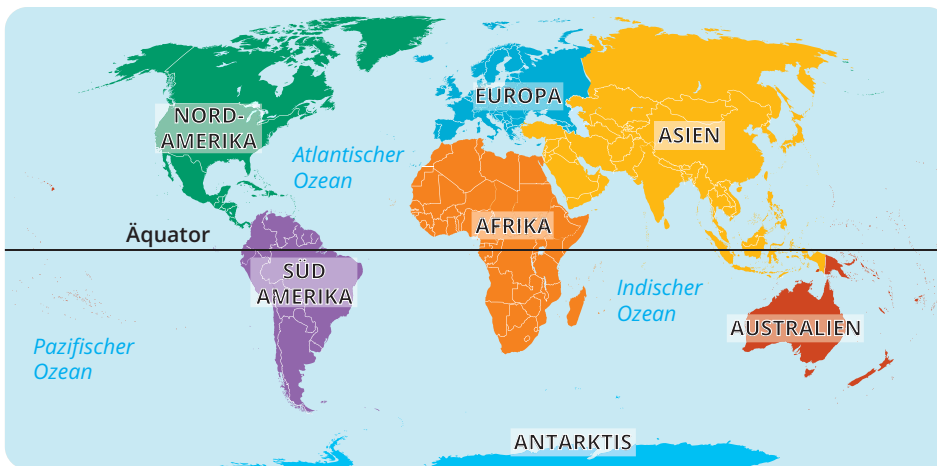 NORD-
AMERIKA
EUROPA
ASIEN
Atlantischer
Ozean
AFRIKA
Äquator
SÜD
AMERIKA
Indischer
Ozean
AUSTRALIEN
Pazifischer
Ozean
ANTARKTIS